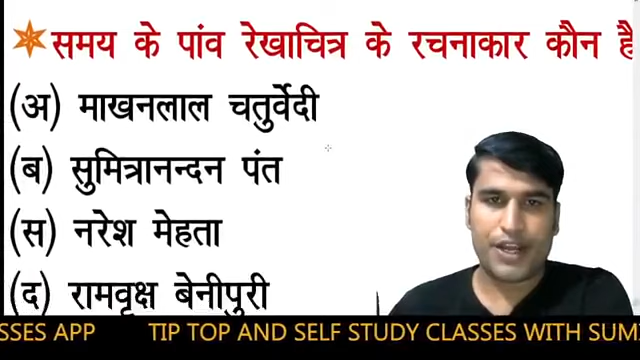 समय के पांव रेखाचित्र के रचनाकार कौन है
(अ) माखनलाल चतुर्वेदी
(ब) सुमित्रानन्दन पंत
(स) नरेश मेहता
(द) रामवृक्ष बेनीपुरी
SSES APP TIP TOP AND SELF STUDY CLASSES WITH SUM